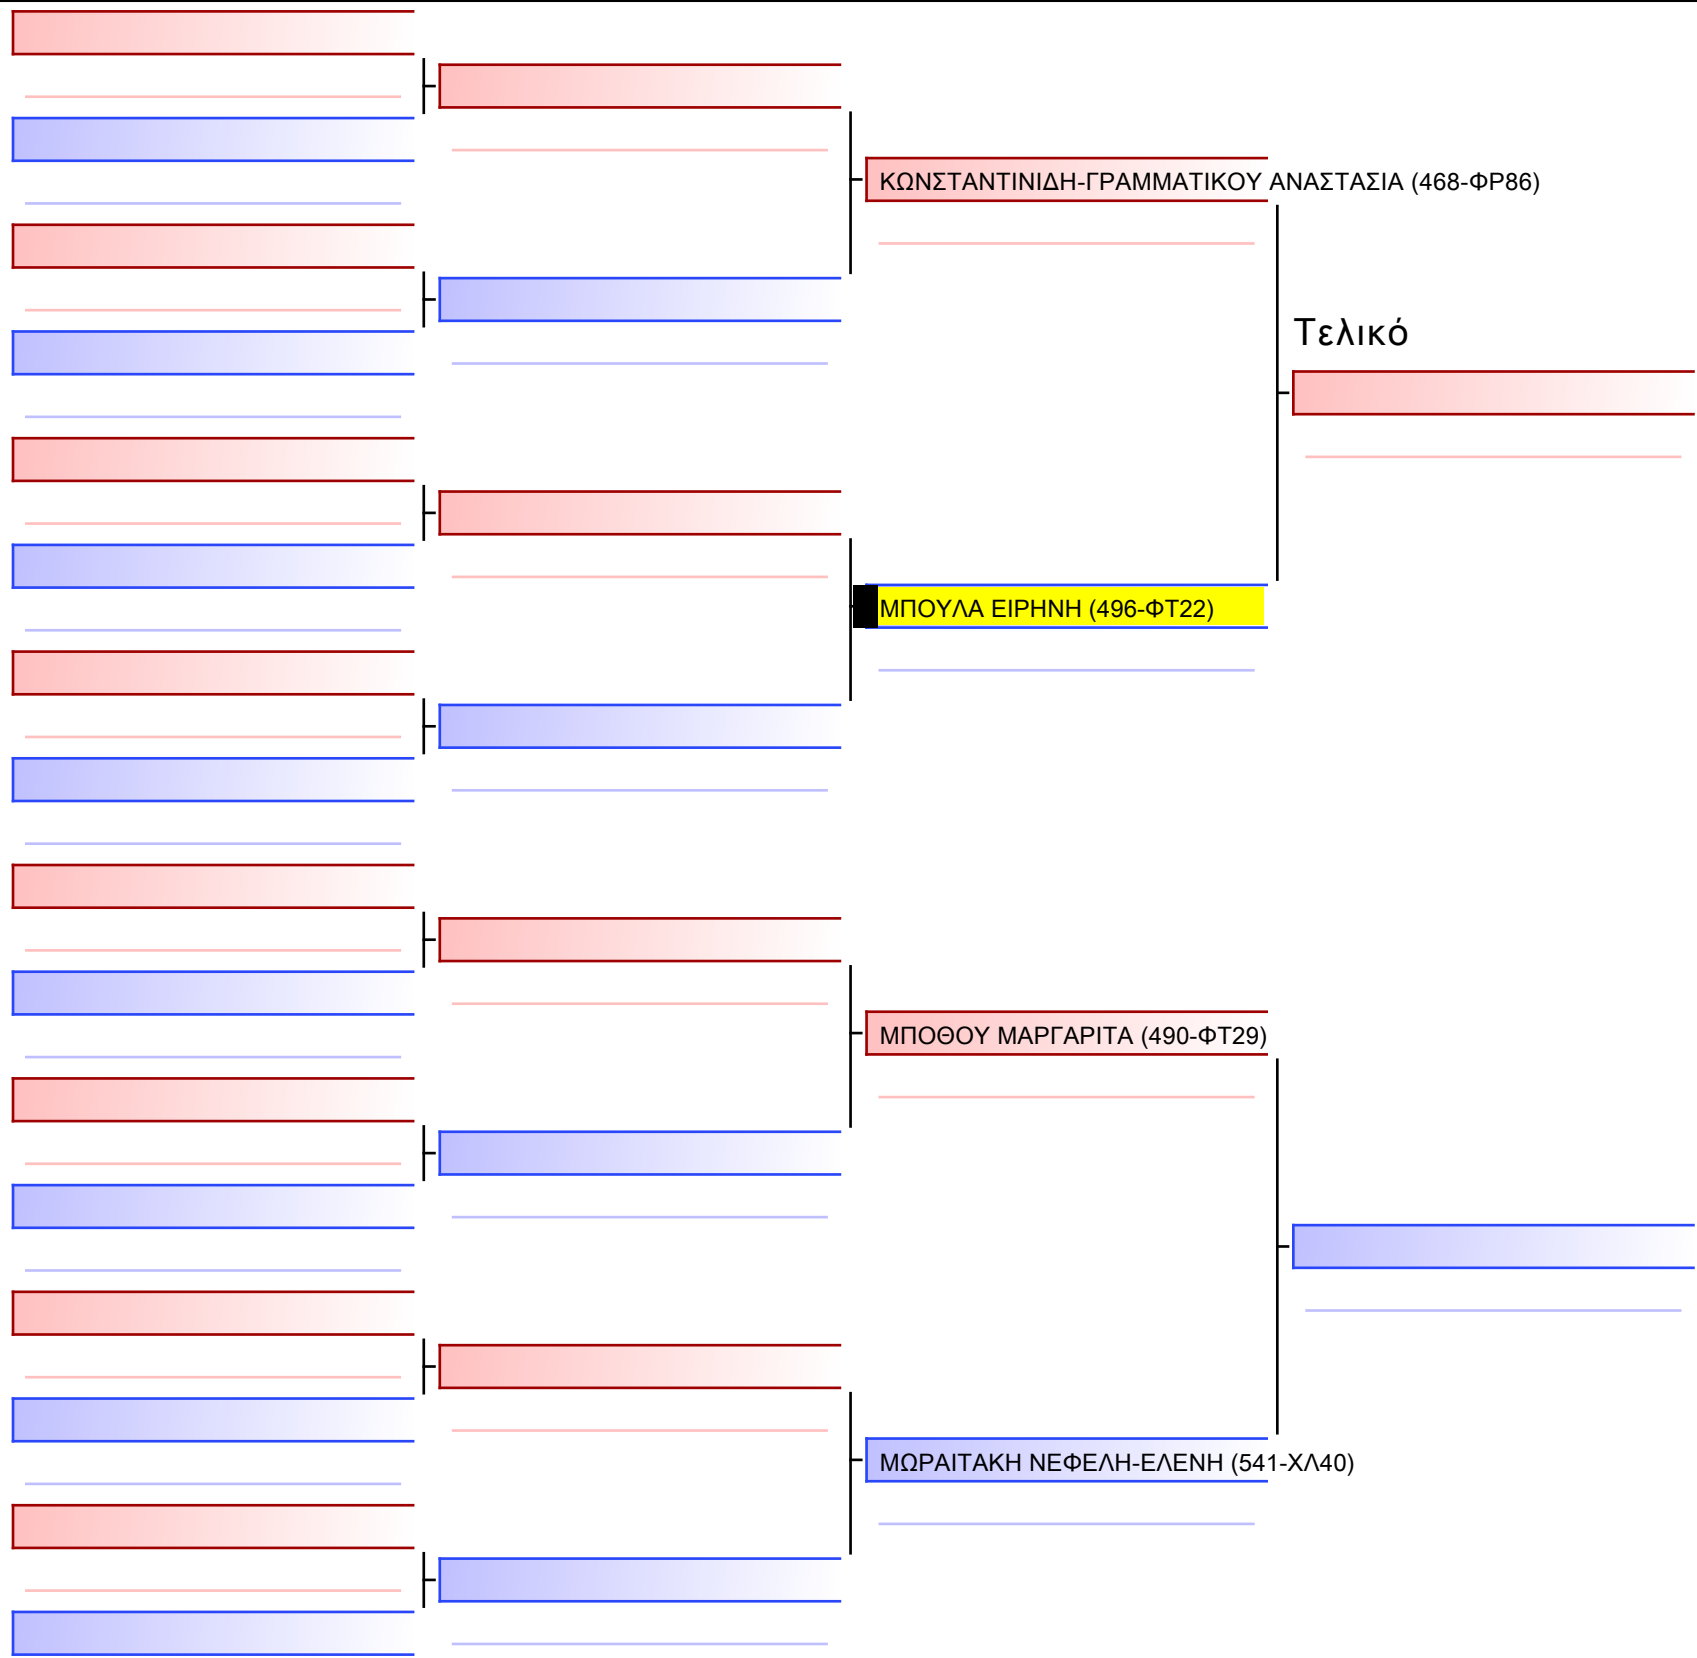 ΚΩΝΣΤΑΝΤΙΝΙΔΗ-ΓΡΑΜΜΑΤΙΚΟΥ ΑΝΑΣΤΑΣΙΑ (468-ΦΡ86)
Τελικό
ΜΠΟΥΛΑ ΕΙΡΗΝΗ (496-ΦΤ22)
ΜΠΟΘΟΥ ΜΑΡΓΑΡΙΤΑ (490-ΦΤ29)
ΜΩΡΑΙΤΑΚΗ ΝΕΦΕΛΗ-ΕΛΕΝΗ (541-ΧΛ40)